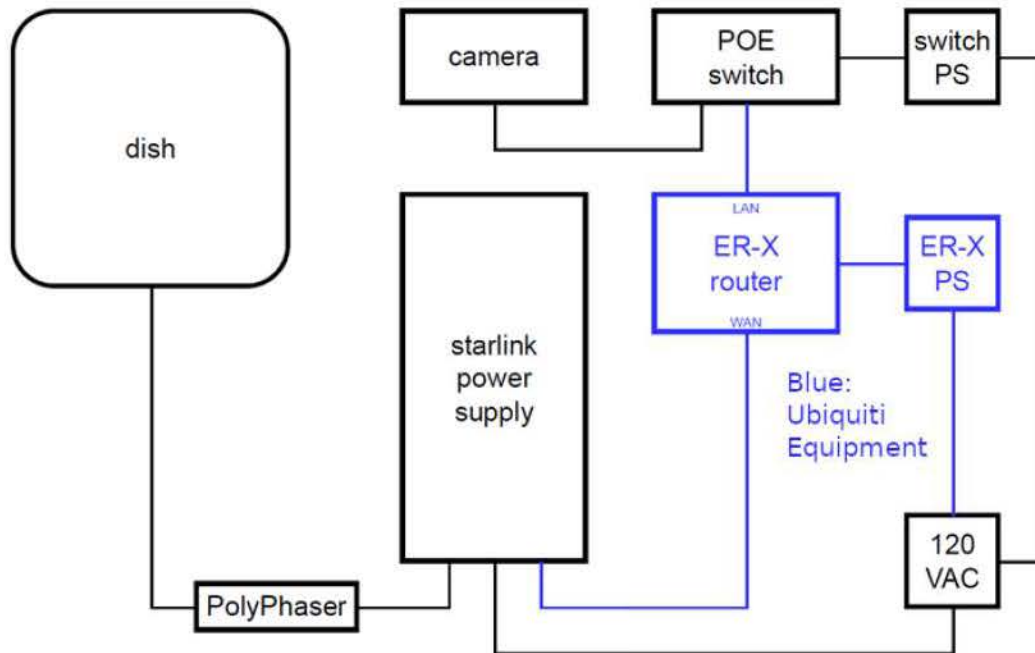 dish
camera
POE
switch
switch
PS
LAN
ER-X
router
WAN
ER-X
PS
starlink
power
supply
Blue:
Ubiquiti
Equipment
120
VAC
PolyPhaser